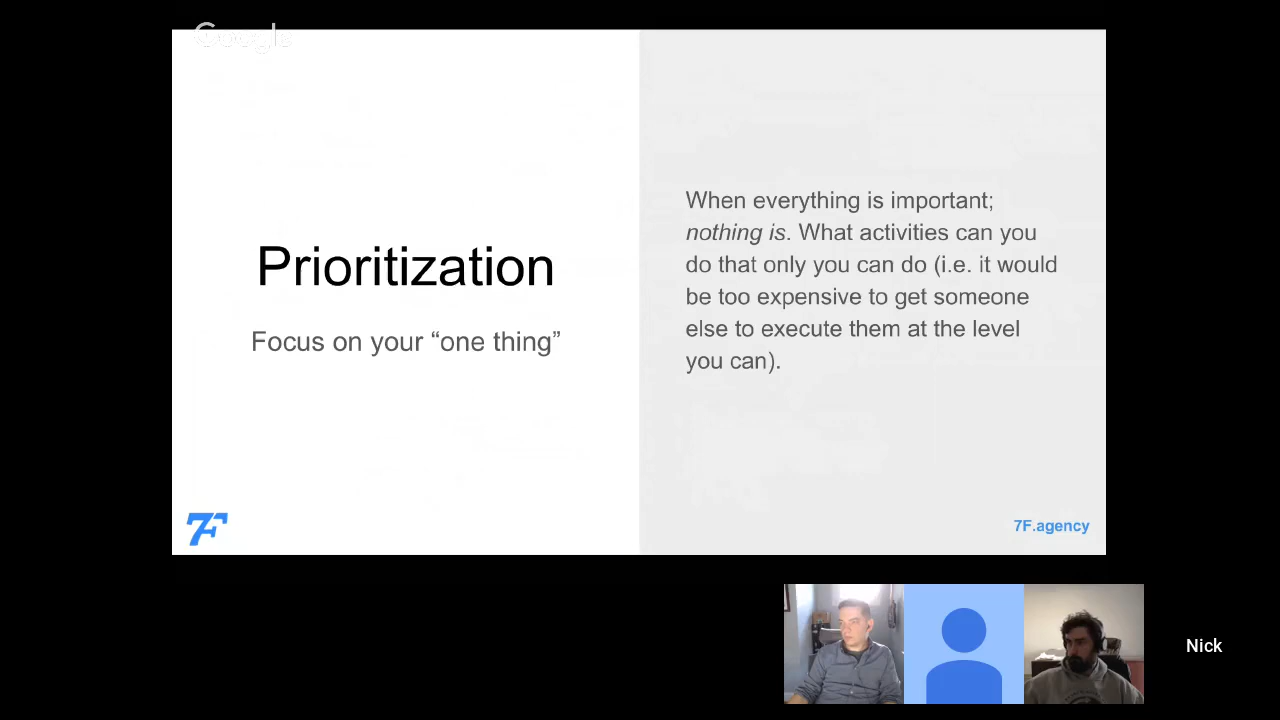 Google
Prioritization
Focus on your “one thing”
When everything is important;
nothing is. What activities can you
do that only you can do (i.e. it would
be too expensive to get someone
else to execute them at the level
you can).
7F
7F.agency
Nick